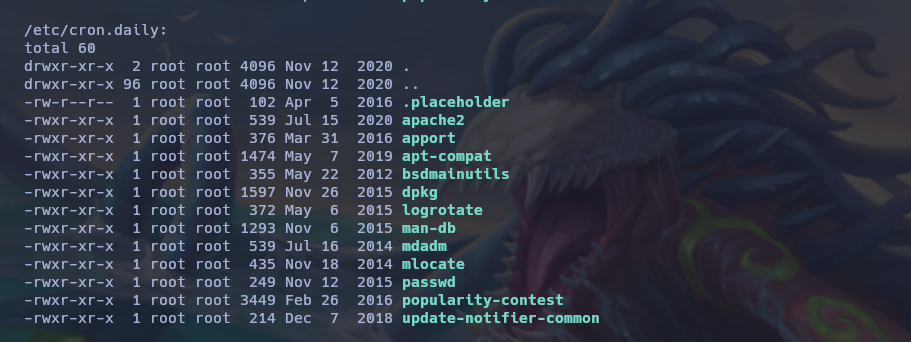 /etc/cron.daily:
total 60
drwxr-xr-x  2 root root 4096 Nov 12  2020 .
drwxr-xr-x 96 root root 4096 Nov 12  2020 ..
-rw-r--r--  1 root root  102 Apr  5  2016 .placeholder
-rwxr-xr-x  1 root root  539 Jul 15  2020 apache2
-rwxr-xr-x  1 root root  376 Mar 31  2016 apport
-rwxr-xr-x  1 root root 1474 May  7  2019 apt-compat
-rwxr-xr-x  1 root root  355 May 22  2012 bsdmainutils
-rwxr-xr-x  1 root root 1597 Nov 26  2015 dpkg
-rwxr-xr-x  1 root root  372 May  6  2015 logrotate
-rwxr-xr-x  1 root root 1293 Nov  6  2015 man-db
-rwxr-xr-x  1 root root  539 Jul 16  2014 mdadm
-rwxr-xr-x  1 root root  435 Nov 18  2014 mlocate
-rwxr-xr-x  1 root root  249 Nov 12  2015 passwd
-rwxr-xr-x  1 root root 3449 Feb 26  2016 popularity-contest
-rwxr-xr-x  1 root root  214 Dec  7  2018 update-notifier-common